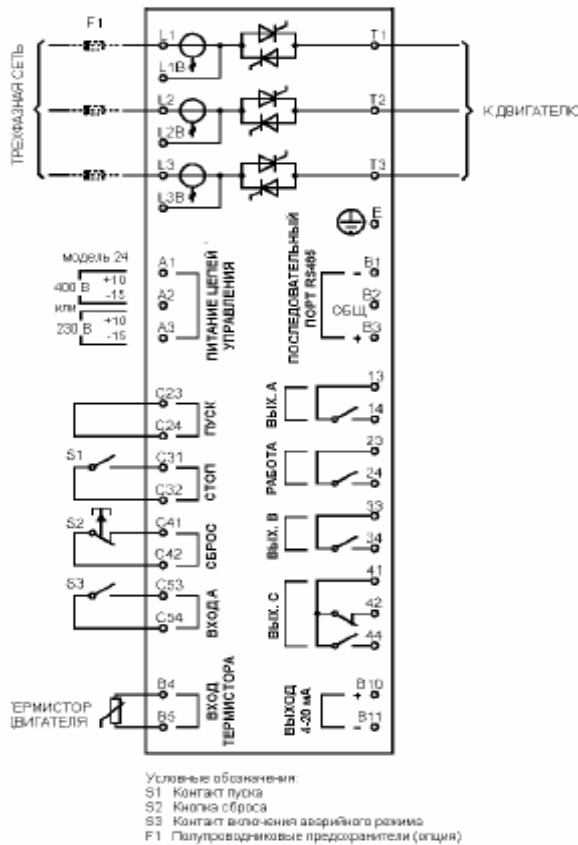 F1
L1
T1
L1B
ТРЕХФАЗНАЯ СЕТЬ
L2
T2
К ДВИГАТЕЛЮ
L2B
L3
T3
L3B
E
модель 24
400 В +10 -15
или
230 В +10 -15
A1
A2
A3
ПИТАНИЕ ЦЕПЕЙ УПРАВЛЕНИЯ
ПОСЛЕДОВАТЕЛЬНЫЙ ПОРТ RS485
- B1
ОБЩ B2
+ B3
C23
C24
ПУСК
S1
C31
C32
СТОП
S2
C41
C42
СБРОС
S3
C53
C54
ВХОД А
ЕРМИСТОР
ВИГАТЕЛЯ
B4
B5
ВХОД ТЕРМИСТОРА
ВЫХ. А
13
14
РАБОТА
23
24
ВЫХ. В
33
34
ВЫХ. С
41
42
44
ВЫХОД 4-20 мА
+ B10
- B11
Условные обозначения:
S1 Контакт пуска
S2 Кнопка сброса
S3 Контакт включения аварийного режима
F1 Полупроводниковые предохранители (опция)